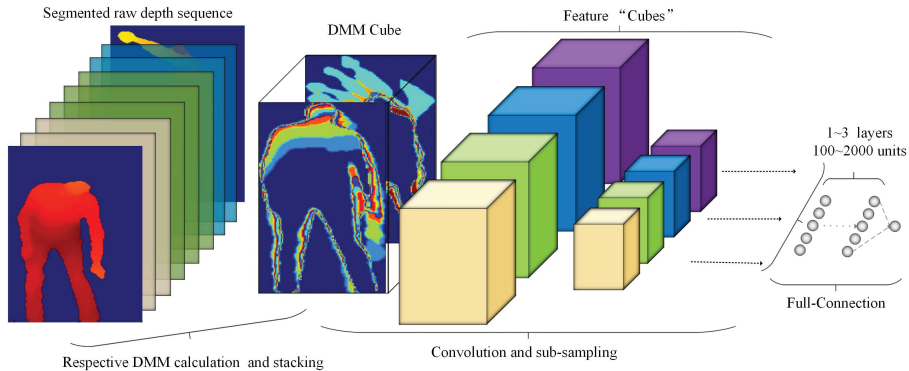 Segmented raw depth sequence
DMM Cube
Feature “Cubes”
1~3 layers
100~2000 units
Full-Connection
Respective DMM calculation and stacking
Convolution and sub-sampling